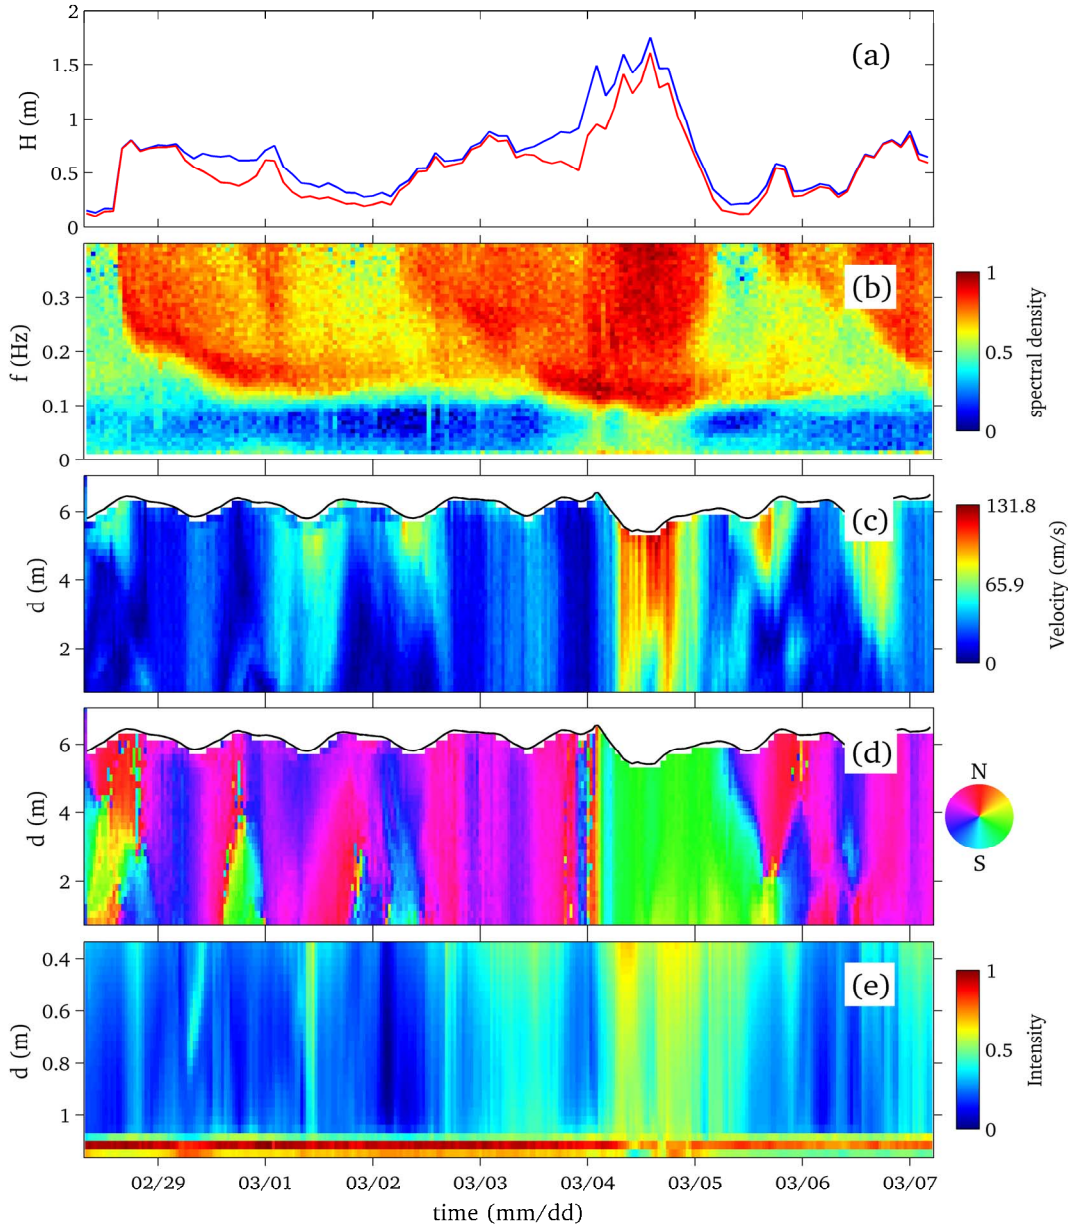 2
1.5
1
0.5
0
H (m)
(a)
0.3
0.2
0.1
0
f (Hz)
(b)
1
0.5
0
spectral density
6
4
2
d (m)
(c)
131.8
65.9
0
Velocity (cm/s)
6
4
2
d (m)
(d)
N
S
0.4
0.6
0.8
1
d (m)
(e)
1
0.5
0
Intensity
02/29 03/01 03/02 03/03 03/04 03/05 03/06 03/07
time (mm/dd)